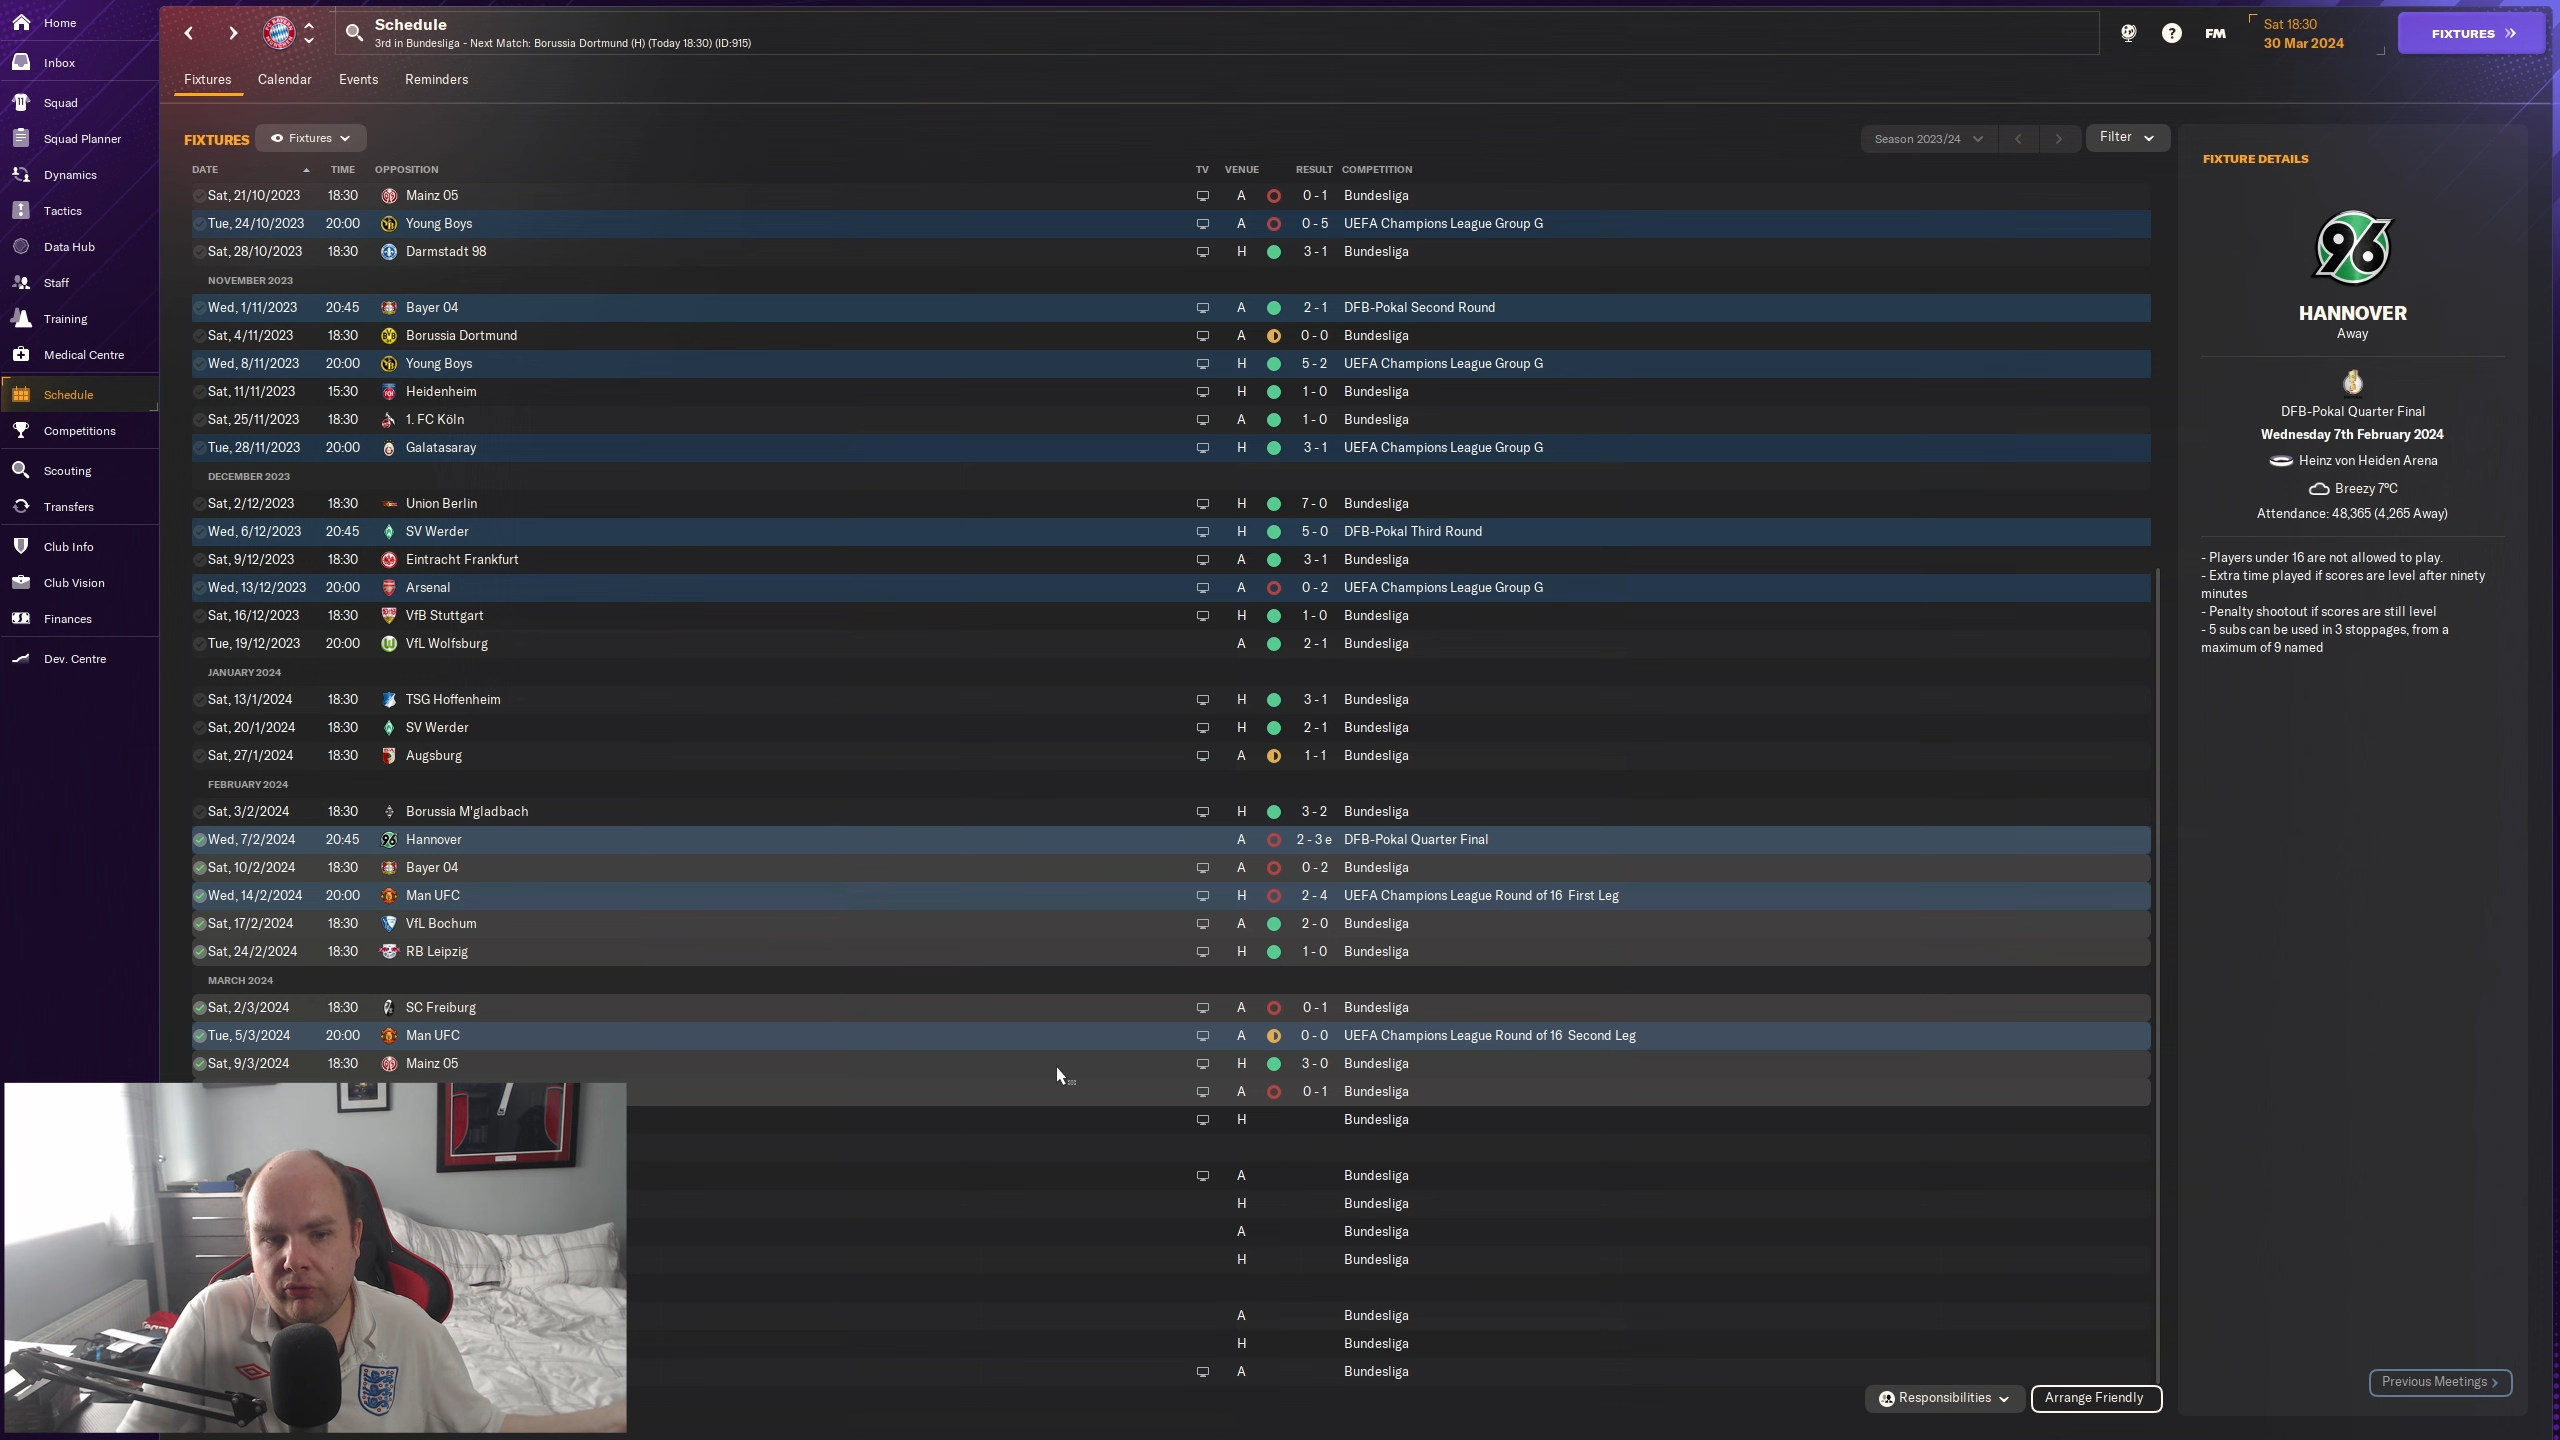 Home
Schedule
3rd in Bundesliga - Next Match: Borussia Dortmund (H) (Today 18:30) (ID:915)
FM
Sat 18:30
30 Mar 2024
FIXTURES
Inbox
Fixtures Calendar Events Reminders
Squad
Squad Planner
Dynamics
Tactics
Data Hub
Staff
Training
Medical Centre
Schedule
Competitions
Scouting
Transfers
Club Info
Club Vision
Finances
Dev. Centre
FIXTURES Fixtures Season 2023/24 Filter
DATE TIME OPPOSITION TV VENUE RESULT COMPETITION
Sat, 21/10/2023 18:30 Mainz 05 A 0 - 1 Bundesliga
Tue, 24/10/2023 20:00 Young Boys A 0 - 5 UEFA Champions League Group G
Sat, 28/10/2023 18:30 Darmstadt 98 H 3 - 1 Bundesliga
NOVEMBER 2023
Wed, 1/11/2023 20:45 Bayer 04 A 2 - 1 DFB-Pokal Second Round
Sat, 4/11/2023 18:30 Borussia Dortmund A 0 - 0 Bundesliga
Wed, 8/11/2023 20:00 Young Boys H 5 - 2 UEFA Champions League Group G
Sat, 11/11/2023 15:30 Heidenheim H 1 - 0 Bundesliga
Sat, 25/11/2023 18:30 1. FC Köln A 1 - 0 Bundesliga
Tue, 28/11/2023 20:00 Galatasaray H 3 - 1 UEFA Champions League Group G
DECEMBER 2023
Sat, 2/12/2023 18:30 Union Berlin H 7 - 0 Bundesliga
Wed, 6/12/2023 20:45 SV Werder H 5 - 0 DFB-Pokal Third Round
Sat, 9/12/2023 18:30 Eintracht Frankfurt A 3 - 1 Bundesliga
Wed, 13/12/2023 20:00 Arsenal A 0 - 2 UEFA Champions League Group G
Sat, 16/12/2023 18:30 VfB Stuttgart H 1 - 0 Bundesliga
Tue, 19/12/2023 20:00 VfL Wolfsburg A 2 - 1 Bundesliga
JANUARY 2024
Sat, 13/1/2024 18:30 TSG Hoffenheim H 3 - 1 Bundesliga
Sat, 20/1/2024 18:30 SV Werder H 2 - 1 Bundesliga
Sat, 27/1/2024 18:30 Augsburg A 1 - 1 Bundesliga
FEBRUARY 2024
Sat, 3/2/2024 18:30 Borussia M'gladbach H 3 - 2 Bundesliga
Wed, 7/2/2024 20:45 Hannover A 2 - 3 e DFB-Pokal Quarter Final
Sat, 10/2/2024 18:30 Bayer 04 A 0 - 2 Bundesliga
Wed, 14/2/2024 20:00 Man UFC H 2 - 4 UEFA Champions League Round of 16 First Leg
Sat, 17/2/2024 18:30 VfL Bochum A 2 - 0 Bundesliga
Sat, 24/2/2024 18:30 RB Leipzig H 1 - 0 Bundesliga
MARCH 2024
Sat, 2/3/2024 18:30 SC Freiburg A 0 - 1 Bundesliga
Tue, 5/3/2024 20:00 Man UFC A 0 - 0 UEFA Champions League Round of 16 Second Leg
Sat, 9/3/2024 18:30 Mainz 05 H 3 - 0 Bundesliga
A 0 - 1 Bundesliga
H Bundesliga
A Bundesliga
H Bundesliga
A Bundesliga
H Bundesliga
A Bundesliga
H Bundesliga
A Bundesliga
Responsibilities Arrange Friendly
FIXTURE DETAILS
96
HANNOVER
Away
DFB-Pokal Quarter Final
Wednesday 7th February 2024
Heinz von Heiden Arena
Breezy 7ºC
Attendance: 48,365 (4,265 Away)
- Players under 16 are not allowed to play.
- Extra time played if scores are level after ninety
minutes
- Penalty shootout if scores are still level
- 5 subs can be used in 3 stoppages, from a
maximum of 9 named
Previous Meetings